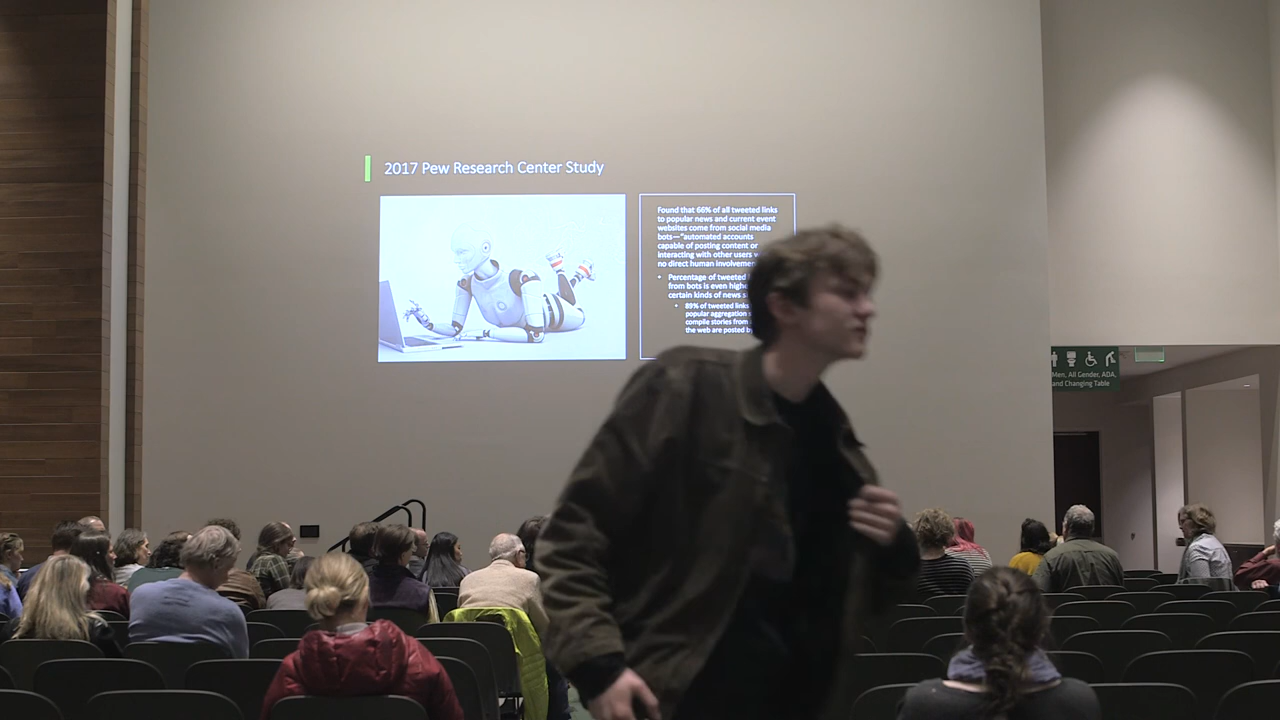 2017 Pew Research Center Study
Found that 66% of all tweeted links
to popular news and current event
websites come from social media
bots—"automated accounts
capable of posting content or
interacting with other users
no direct human
Percentage of tweeted
from bots is even
certain kinds of news
89% of tweeted links
popular aggregation
compile stories from
the web are posted
Men, All Gender, ADA,
and Changing Table